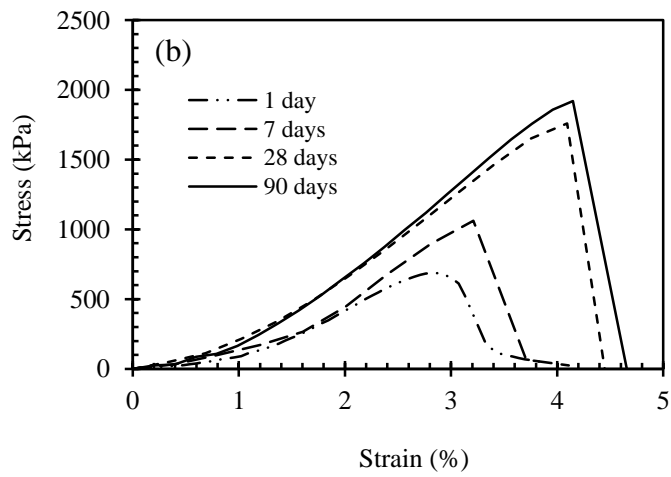 2500
(b)
2000
1 day
7 days
1500
28 days
90 days
1000
500
0
0 1 2 3 4 5
Stress (kPa)
Strain (%)